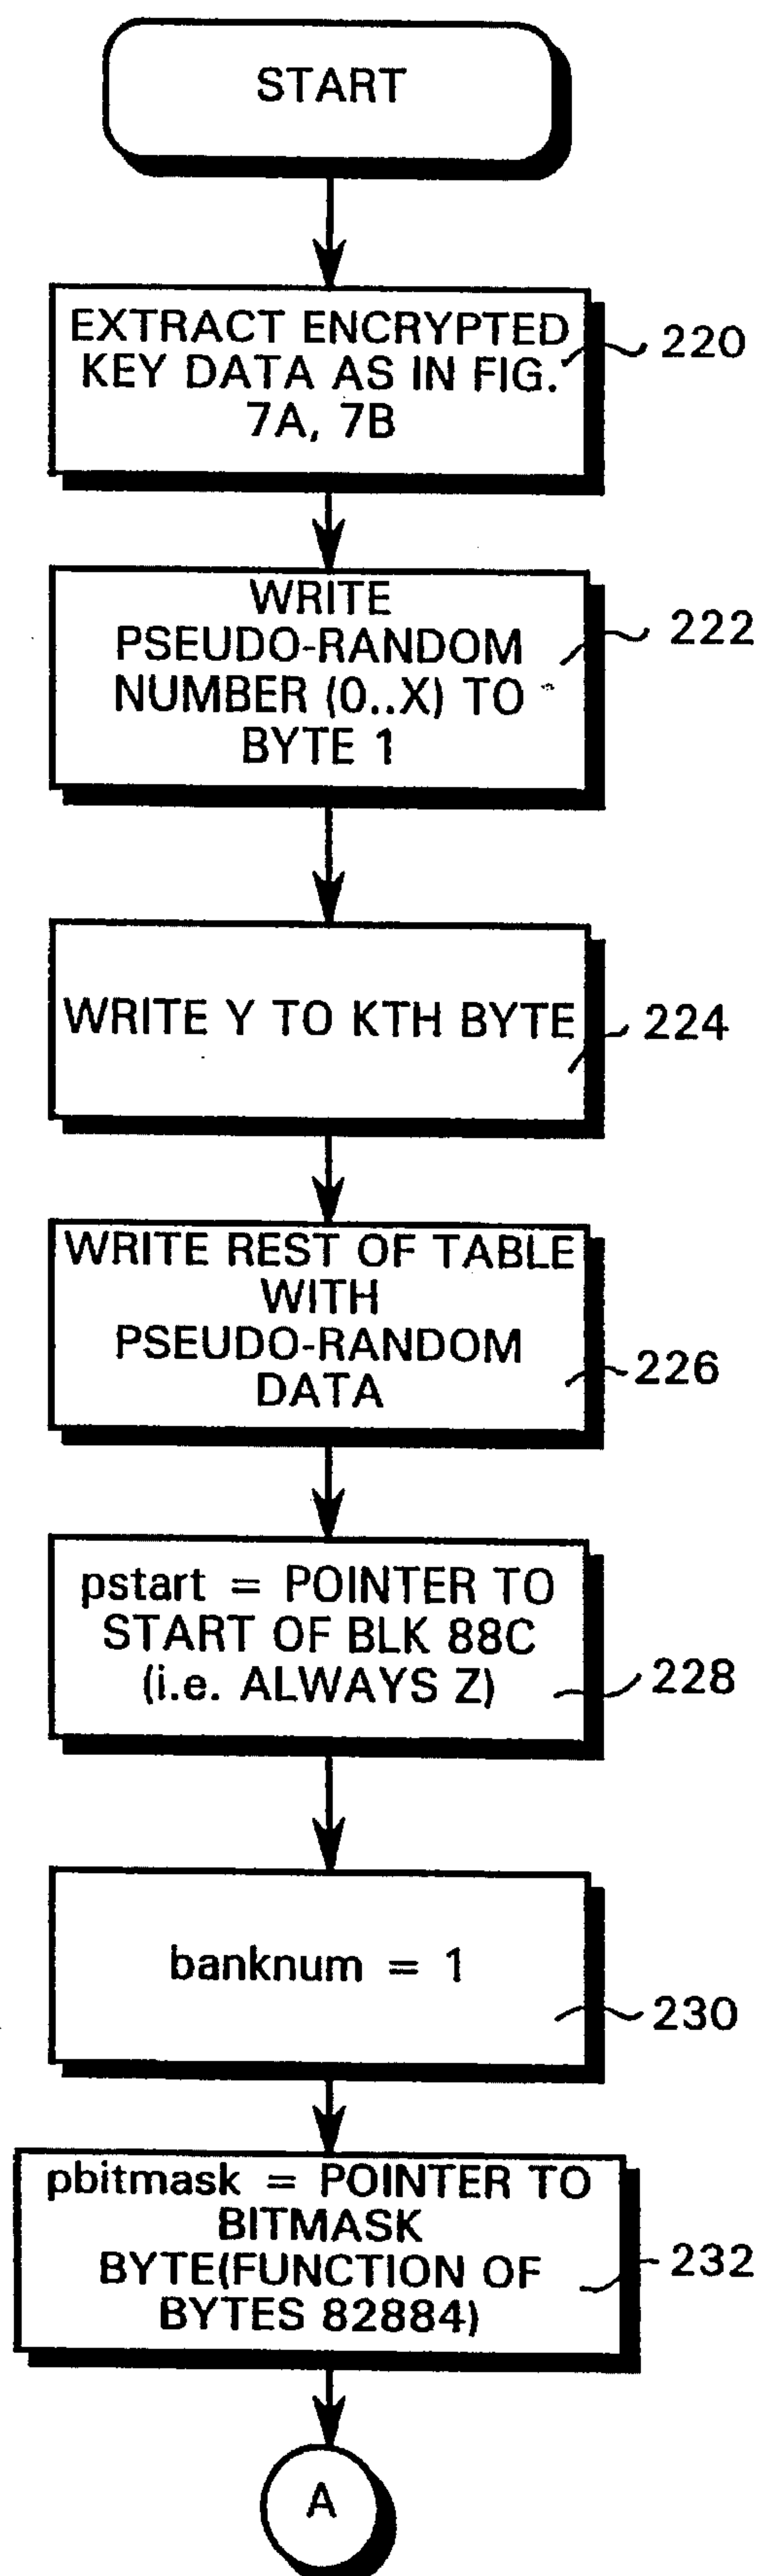 START
EXTRACT ENCRYPTED
KEY DATA AS IN FIG.
7A, 7B
220
WRITE
PSEUDO-RANDOM
NUMBER (0..X) TO
BYTE 1
222
WRITE Y TO KTH BYTE
224
WRITE REST OF TABLE
WITH
PSEUDO-RANDOM
DATA
226
pstart = POINTER TO
START OF BLK 88C
(i.e. ALWAYS Z)
228
banknum = 1
230
pbitmask = POINTER TO
BITMASK
BYTE(FUNCTION OF
BYTES 82884)
232
A